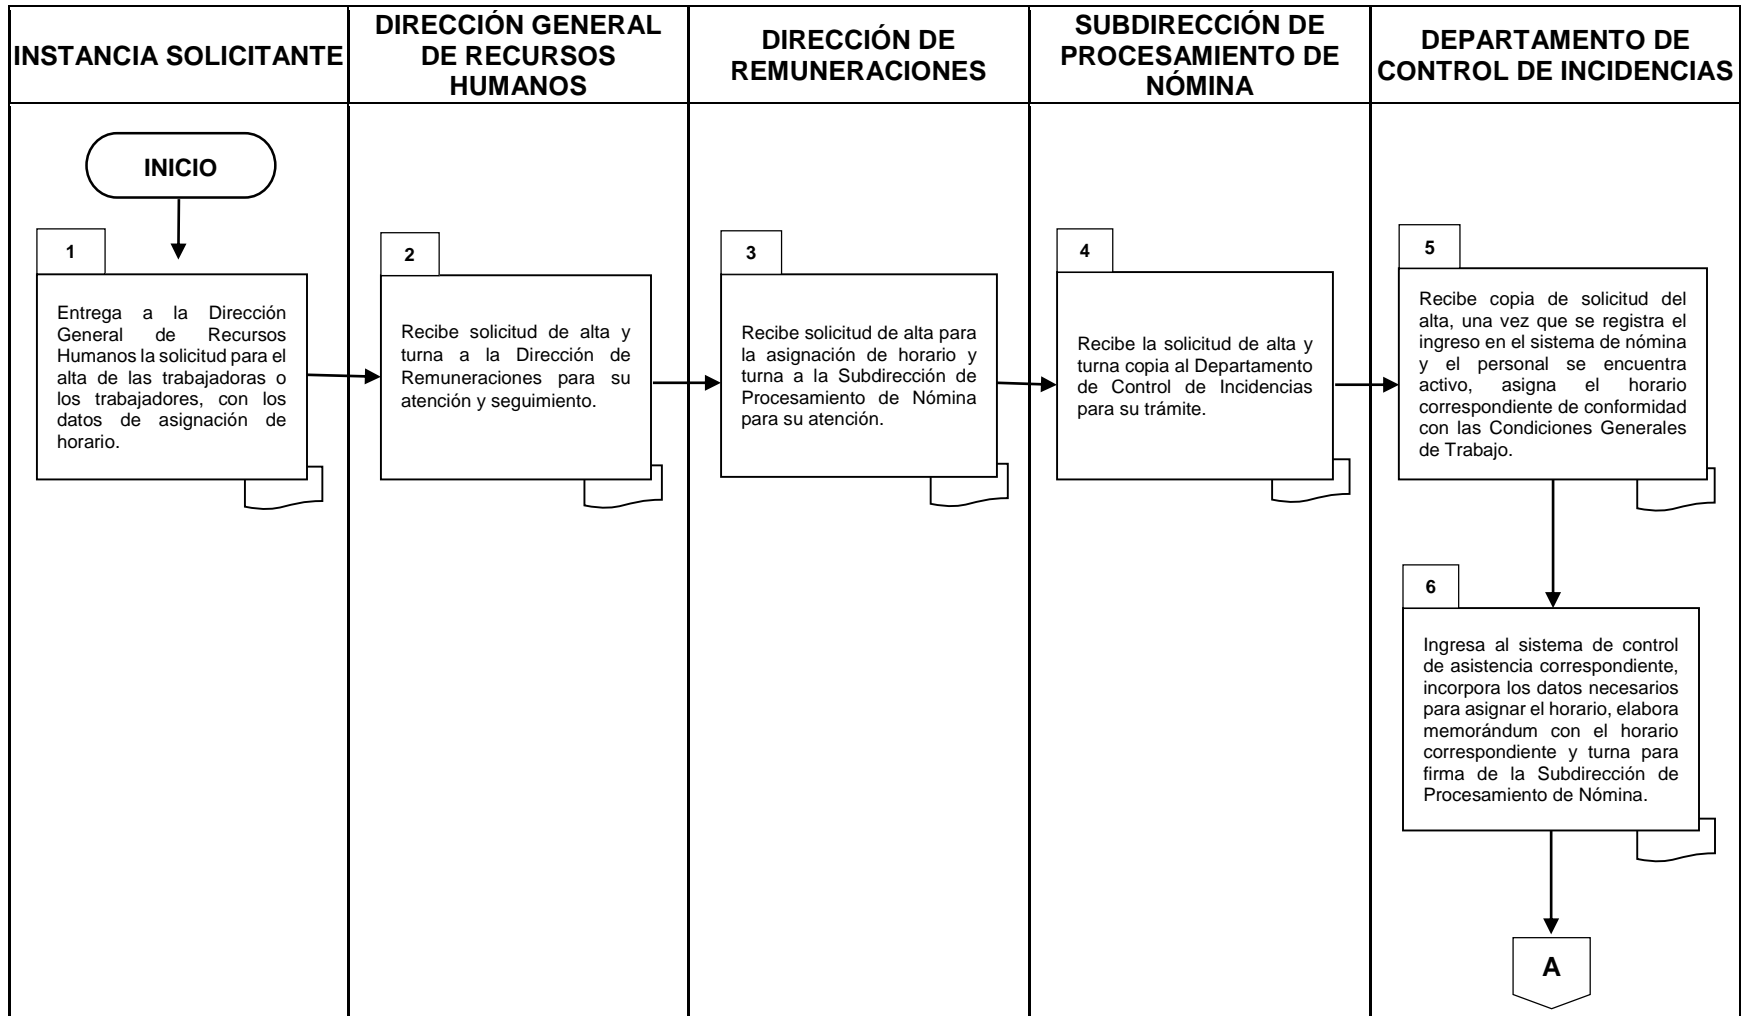 INSTANCIA SOLICITANTE
DIRECCIÓN GENERAL
DE RECURSOS
HUMANOS
DIRECCIÓN DE
REMUNERACIONES
SUBDIRECCIÓN DE
PROCESAMIENTO DE
NÓMINA
DEPARTAMENTO DE
CONTROL DE INCIDENCIAS
INICIO
1
Entrega a la Dirección
General de Recursos
Humanos la solicitud para el
alta de las trabajadoras o
los trabajadores, con los
datos de asignación de
horario.
2
Recibe solicitud de alta y
turna a la Dirección de
Remuneraciones para su
atención y seguimiento.
3
Recibe solicitud de alta para
la asignación de horario y
turna a la Subdirección de
Procesamiento de Nómina
para su atención.
4
Recibe la solicitud de alta y
turna copia al Departamento
de Control de Incidencias
para su trámite.
5
Recibe copia de solicitud del
alta, una vez que se registra el
ingreso en el sistema de nómina
y el personal se encuentra
activo, asigna el horario
correspondiente de conformidad
con las Condiciones Generales
de Trabajo.
6
Ingresa al sistema de control
de asistencia correspondiente,
incorpora los datos necesarios
para asignar el horario, elabora
memorándum con el horario
correspondiente y turna para
firma de la Subdirección de
Procesamiento de Nómina.
A